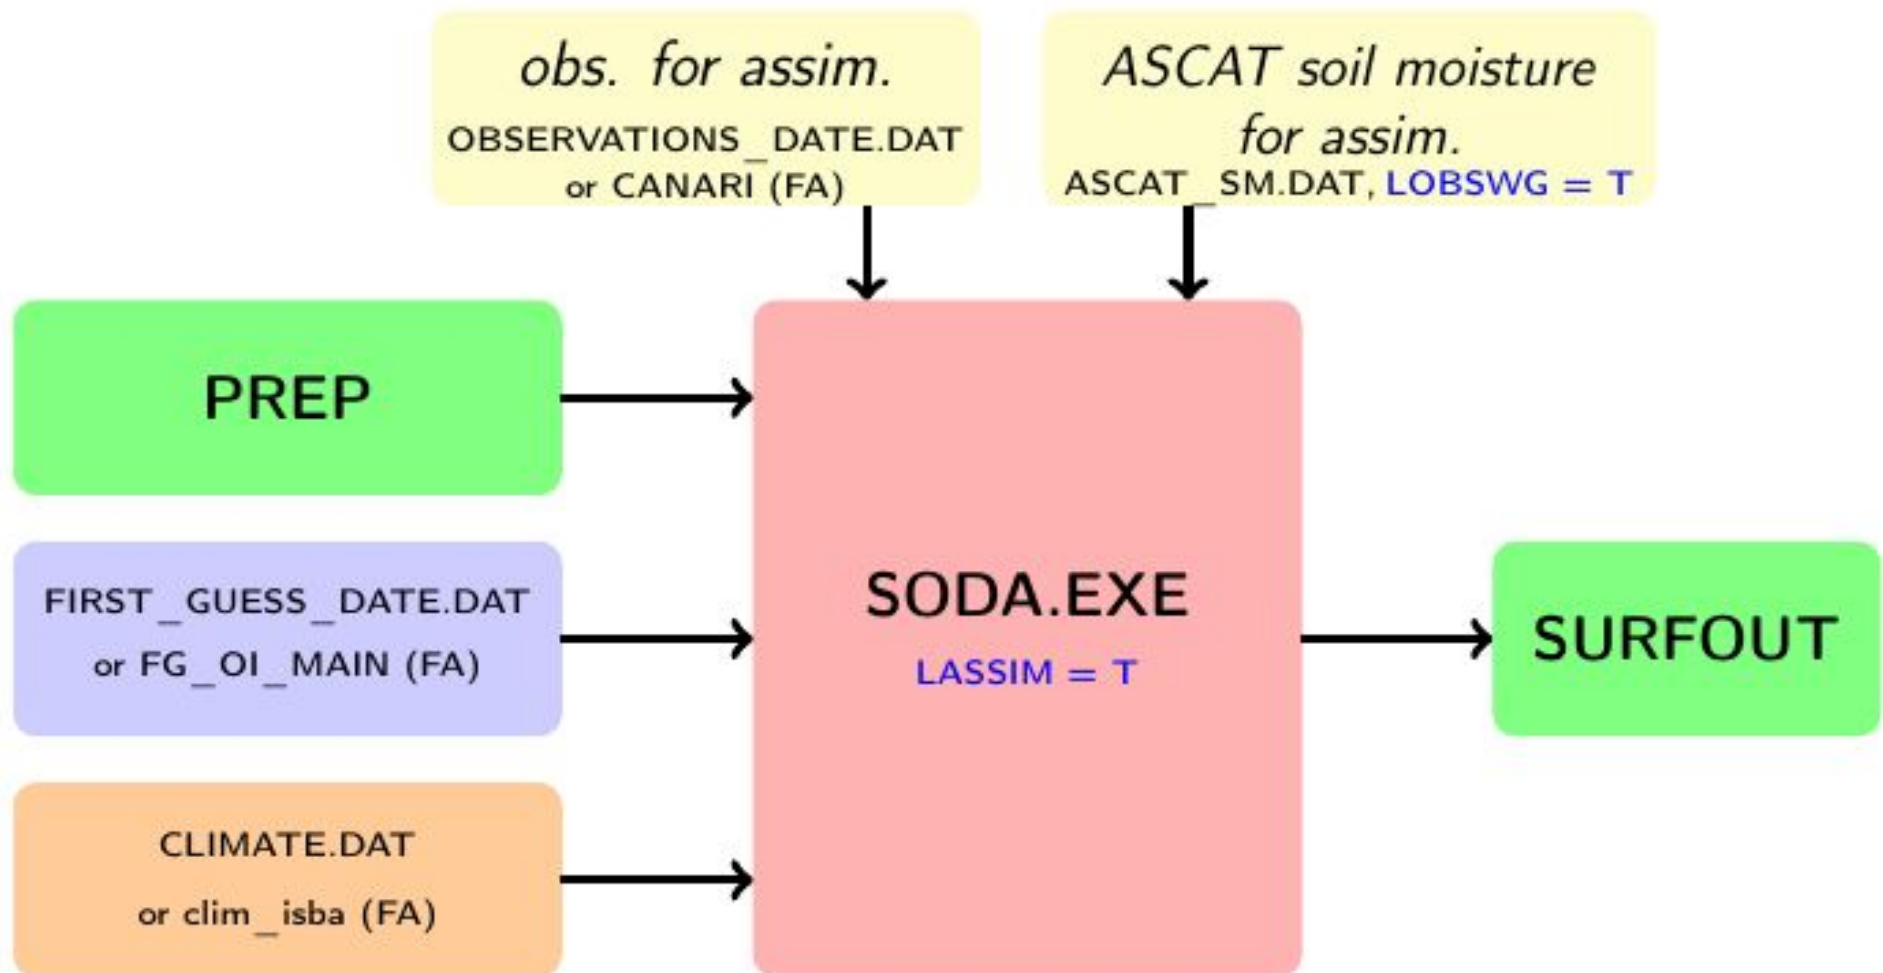 obs. for assim.
OBSERVATIONS_DATE.DAT
or CANARI (FA)
ASCAT soil moisture
for assim.
ASCAT_SM.DAT, LOBSWG = T
PREP
FIRST_GUESS_DATE.DAT
or FG_OI_MAIN (FA)
CLIMATE.DAT
or clim_isba (FA)
SODA.EXE
LASSIM = T
SURFOUT